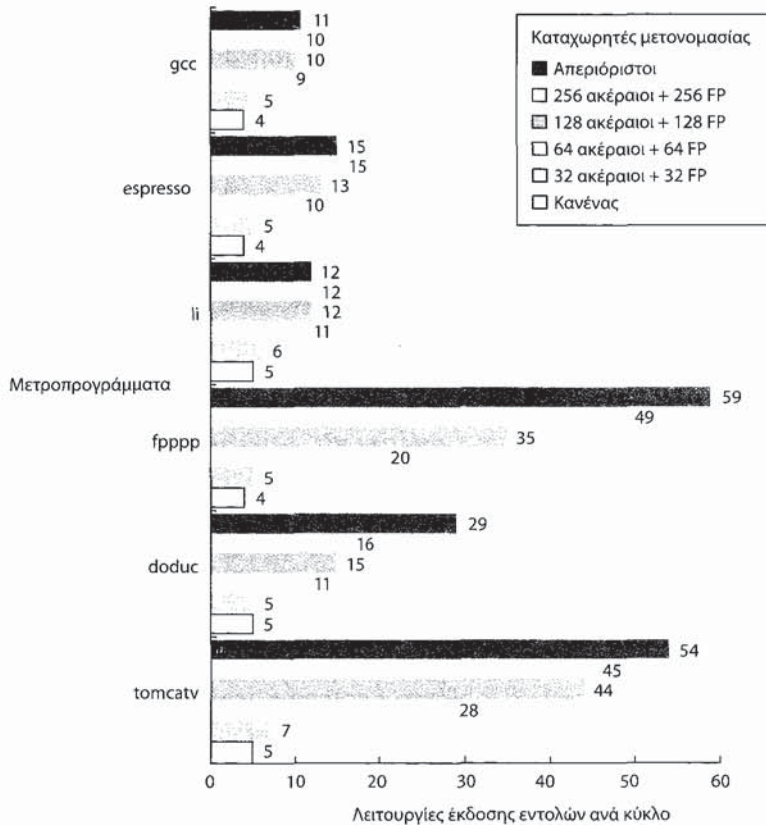 Καταχωρητές μετονομασίας
Απεριόριστοι
256 ακέραιοι + 256 FP
128 ακέραιοι + 128 FP
64 ακέραιοι + 64 FP
32 ακέραιοι + 32 FP
Κανένας
Μετροπρογράμματα
gcc
11
10
10
9
5
4
espresso
15
15
13
10
5
4
li
12
12
12
11
6
5
fpppp
59
49
35
20
5
4
doduc
29
16
15
11
5
5
tomcatv
54
45
44
28
7
5
0 10 20 30 40 50 60
Λειτουργίες έκδοσης εντολών ανά κύκλο